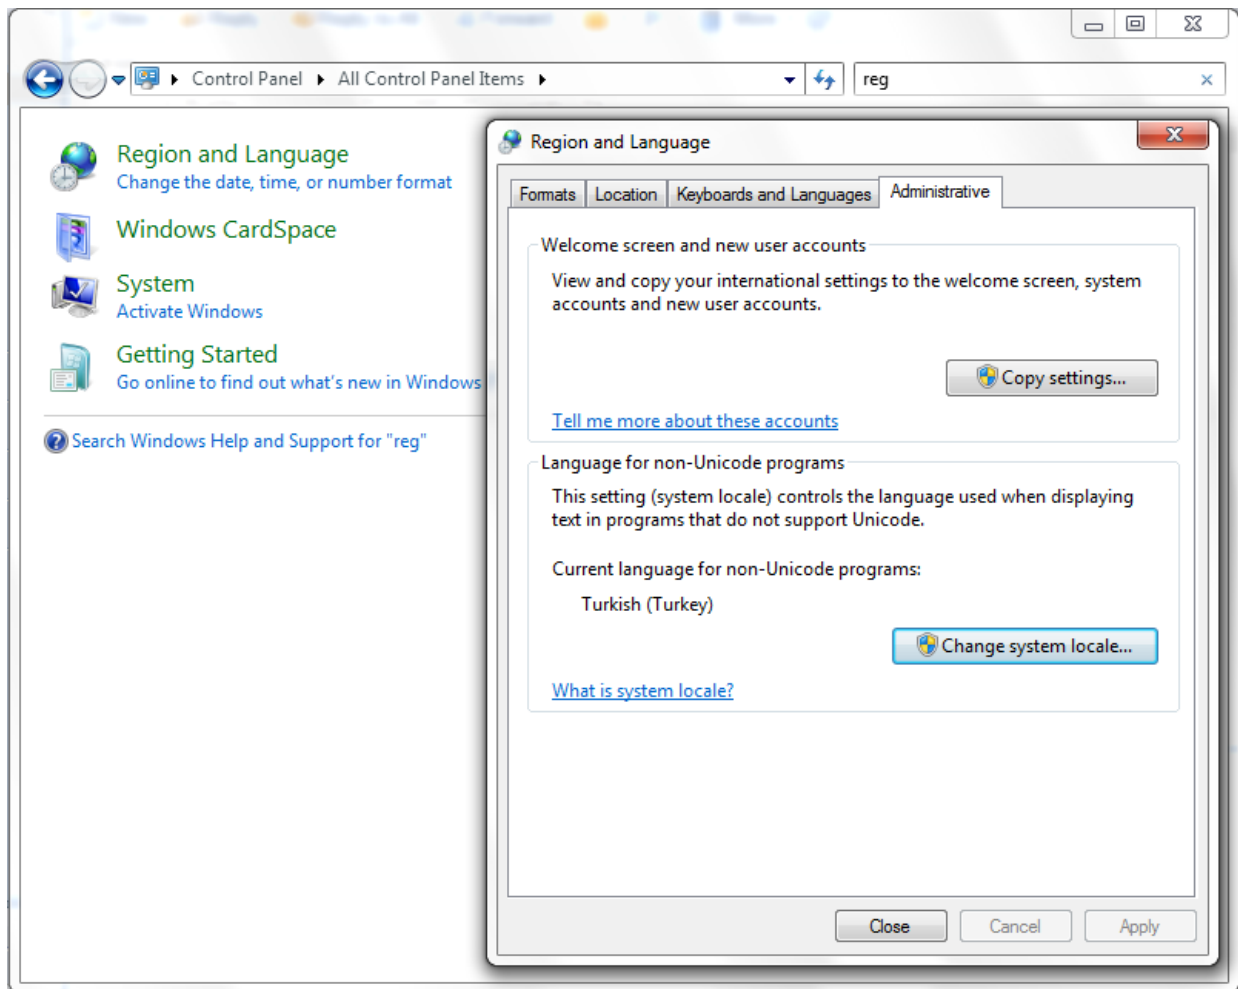 Control Panel All Control Panel Items
reg
Region and Language
Change the date, time, or number format
Windows CardSpace
System
Activate Windows
Getting Started
Go online to find out what's new in Windows
Search Windows Help and Support for "reg"
Region and Language
Formats Location Keyboards and Languages Administrative
Welcome screen and new user accounts
View and copy your international settings to the welcome screen, system
accounts and new user accounts.
Copy settings...
Tell me more about these accounts
Language for non-Unicode programs
This setting (system locale) controls the language used when displaying
text in programs that do not support Unicode.
Current language for non-Unicode programs:
Turkish (Turkey)
Change system locale...
What is system locale?
Close Cancel Apply